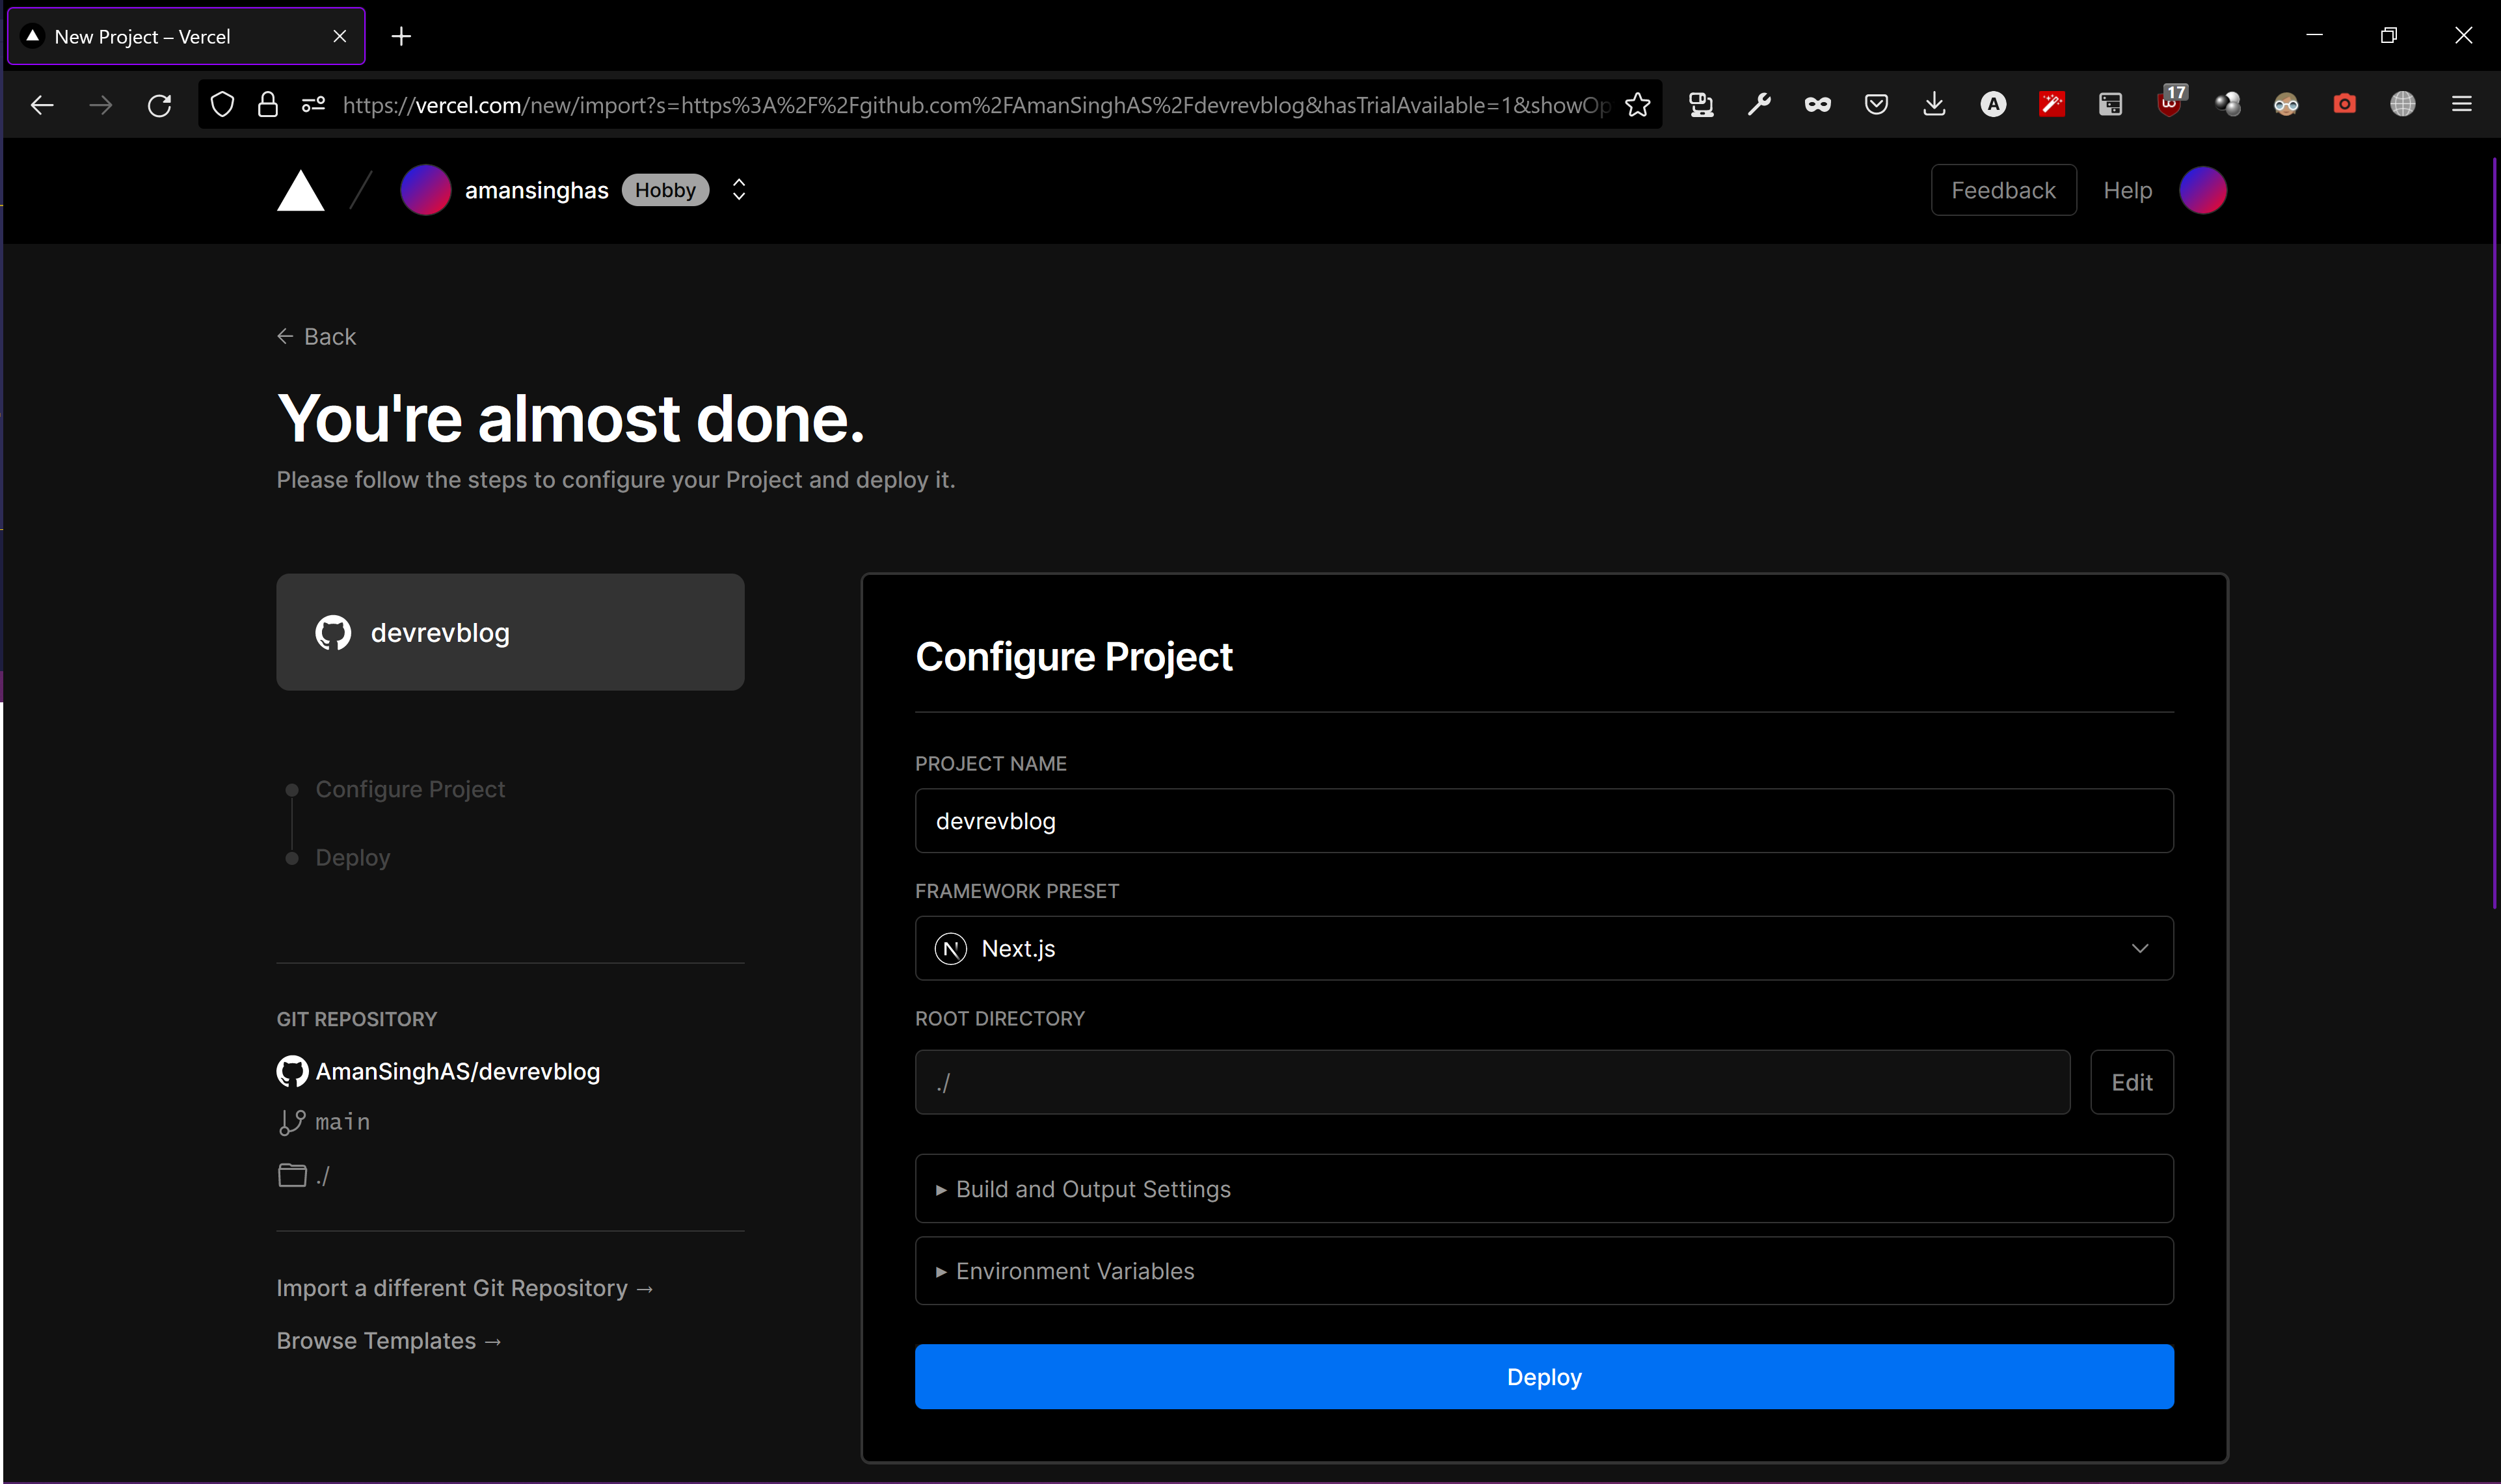 New Project – Vercel
https://vercel.com/new/import?s=https%3A%2F%2Fgithub.com%2FAmanSinghAS%2Fdevrevblog&hasTrialAvailable=1&showOp
17
amansinghas Hobby
Feedback
Help
← Back
You're almost done.
Please follow the steps to configure your Project and deploy it.
devrevblog
Configure Project
Deploy
GIT REPOSITORY
AmanSinghAS/devrevblog
main
./
Import a different Git Repository →
Browse Templates →
Configure Project
PROJECT NAME
devrevblog
FRAMEWORK PRESET
N Next.js
ROOT DIRECTORY
./
Edit
Build and Output Settings
Environment Variables
Deploy